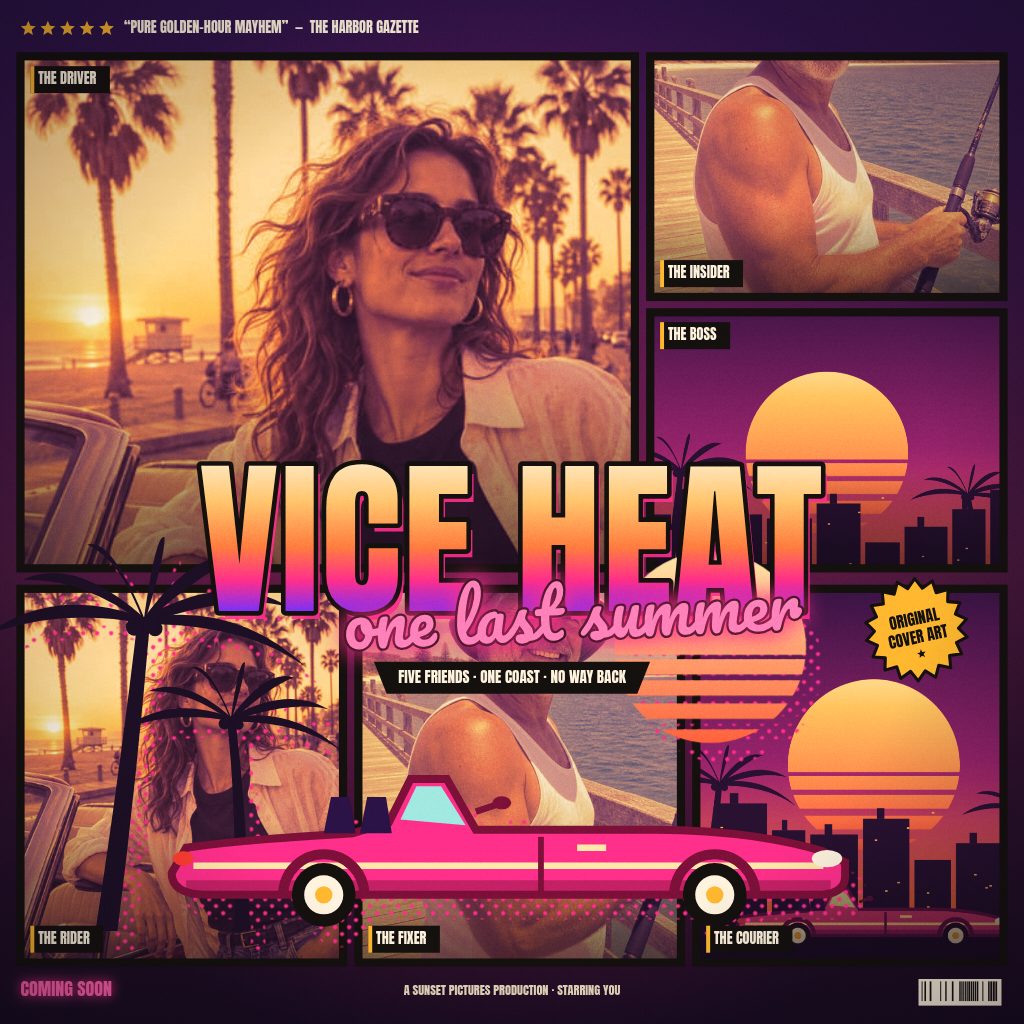 “PURE GOLDEN-HOUR MAYHEM” — THE HARBOR GAZETTE
THE DRIVER
THE INSIDER
THE BOSS
VICE HEAT
one last summer
FIVE FRIENDS · ONE COAST · NO WAY BACK
ORIGINAL
COVER ART
THE RIDER
THE FIXER
THE COURIER
COMING SOON
A SUNSET PICTURES PRODUCTION · STARRING YOU